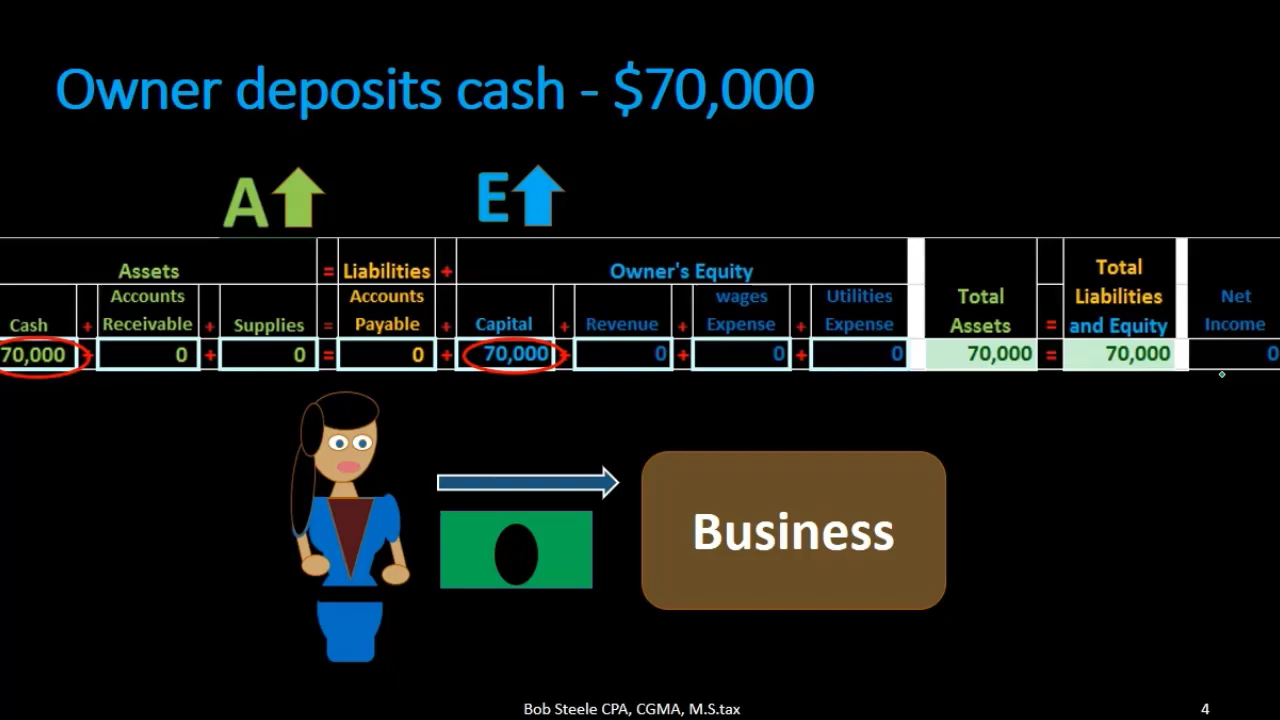 Owner deposits cash - $70,000
A E
Assets = Liabilities + Owner's Equity
Cash + Accounts Receivable + Supplies = Accounts Payable + Capital + Revenue + wages Expense + Utilities Expense Total Assets = Total Liabilities and Equity Net Income
70,000 + 0 + 0 = 0 + 70,000 + 0 + 0 + 0 70,000 = 70,000 0
Business
Bob Steele CPA, CGMA, M.S.tax 4